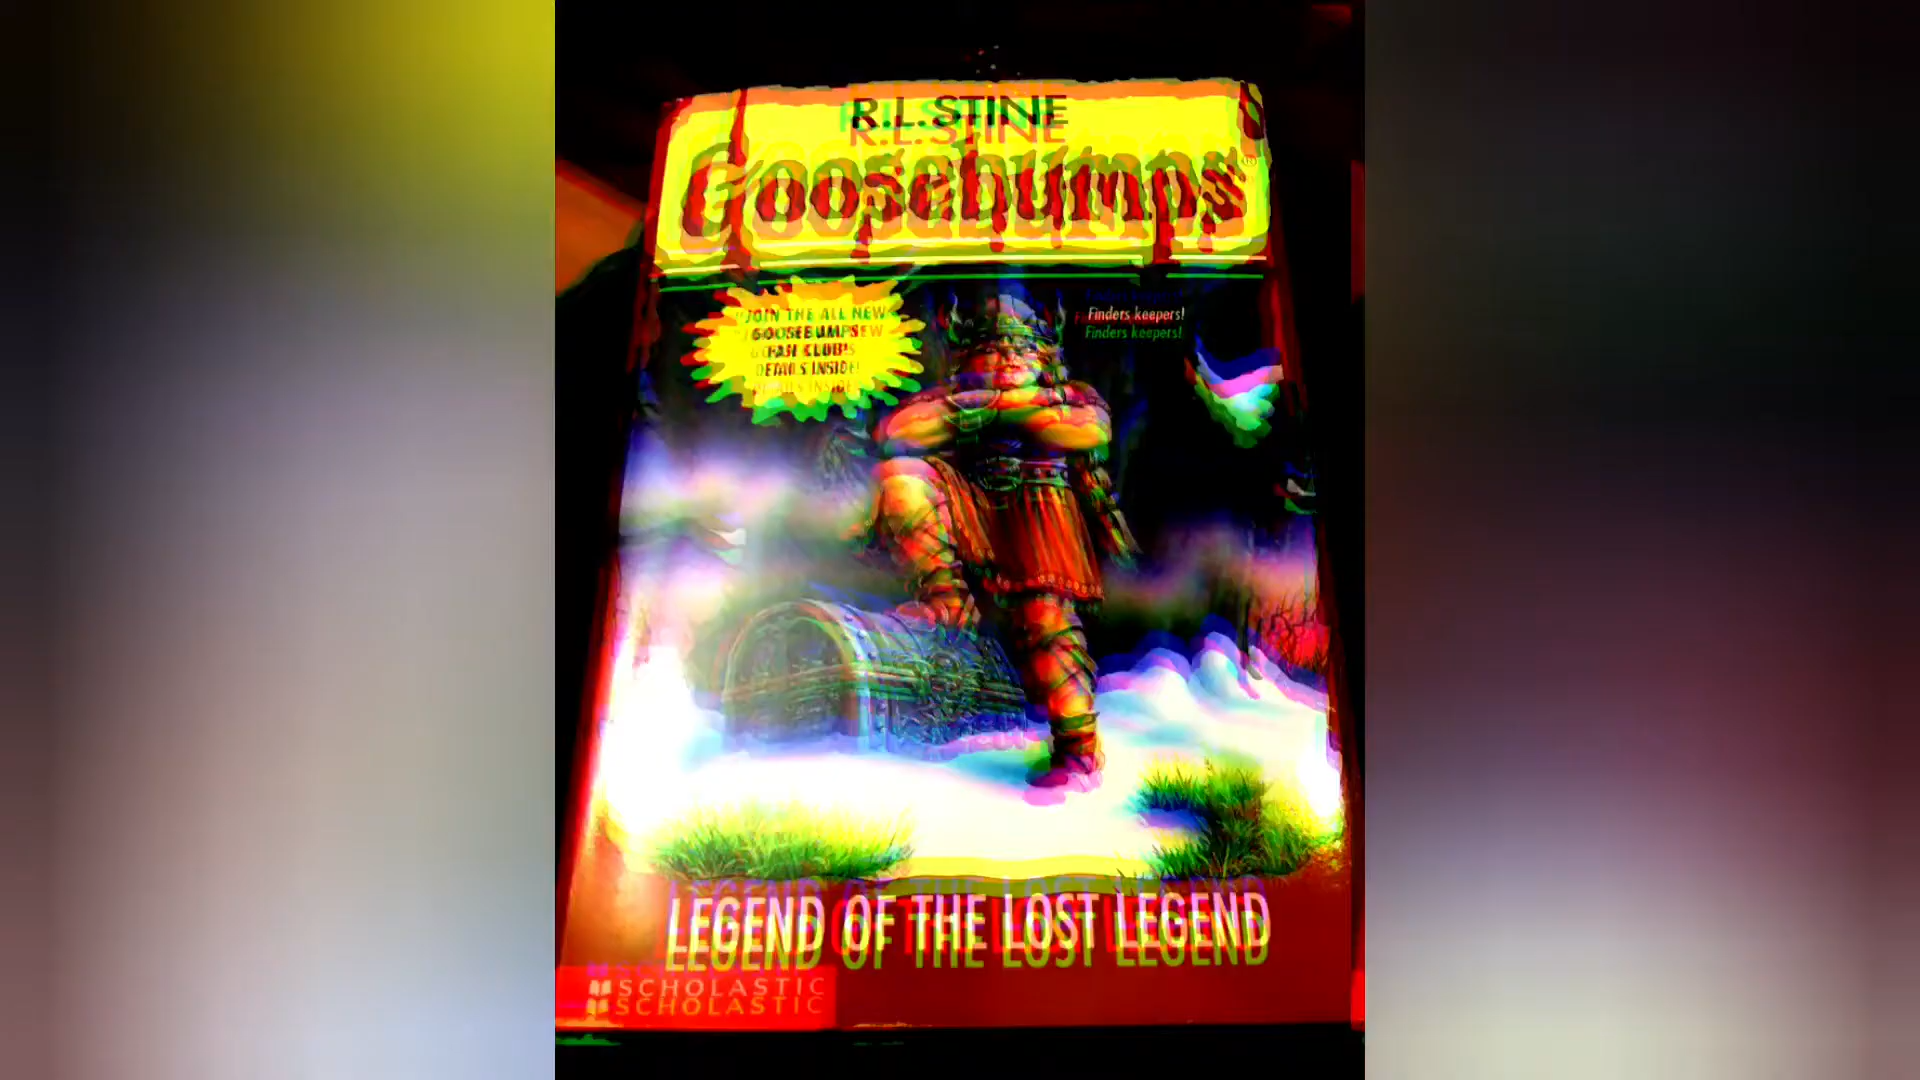 R.L. STINE
Goosebumps
JOIN THE ALL NEW
GOOSEBUMPS
FAN CLUB!
DETAILS INSIDE!
Finders keepers!
LEGEND OF THE LOST LEGEND
SCHOLASTIC